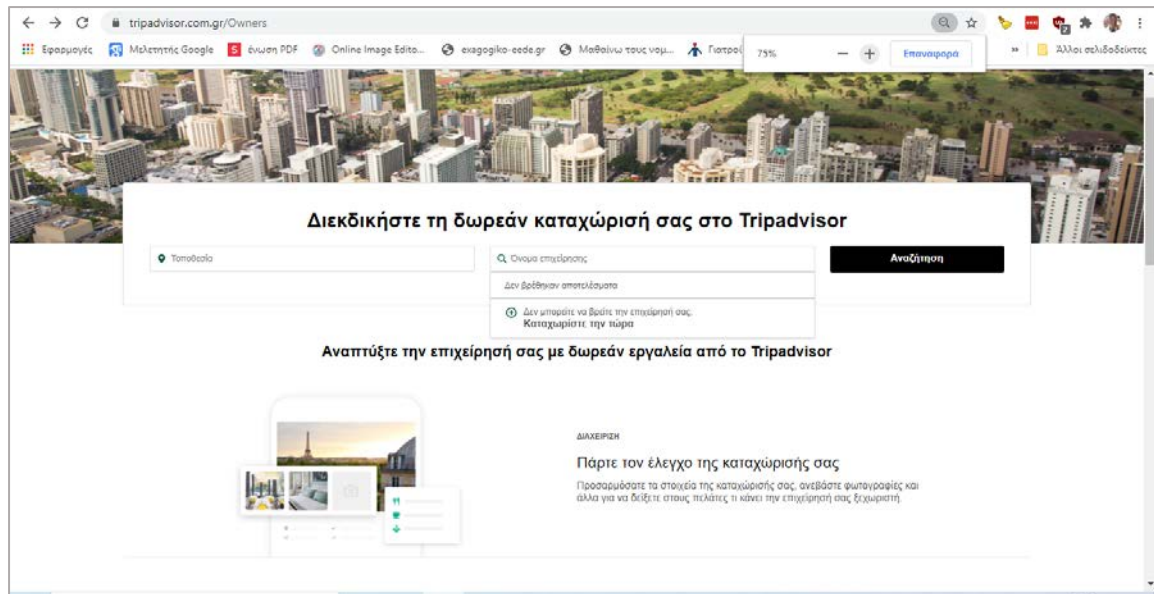 tripadvisor.com.gr/Owners
Εφαρμογές Μελετητής Google ένωση PDF Online Image Edito... exagogiko-eede.gr Μαθαίνω τους νομ... Γιατροί » Άλλοι σελιδοδείκτες
75% − + Επαναφορά
Διεκδικήστε τη δωρεάν καταχώρισή σας στο Tripadvisor
Τοποθεσία Όνομα επιχείρησης Αναζήτηση
Δεν βρέθηκαν αποτελέσματα
Δεν μπορείτε να βρείτε την επιχείρησή σας;
Καταχωρίστε την τώρα
Αναπτύξτε την επιχείρησή σας με δωρεάν εργαλεία από το Tripadvisor
ΔΙΑΧΕΙΡΙΣΗ
Πάρτε τον έλεγχο της καταχώρισής σας
Προσαρμόσατε τα στοιχεία της καταχώρισής σας, ανεβάστε φωτογραφίες και
άλλα για να δείξετε στους πελάτες τι κάνει την επιχείρησή σας ξεχωριστή.